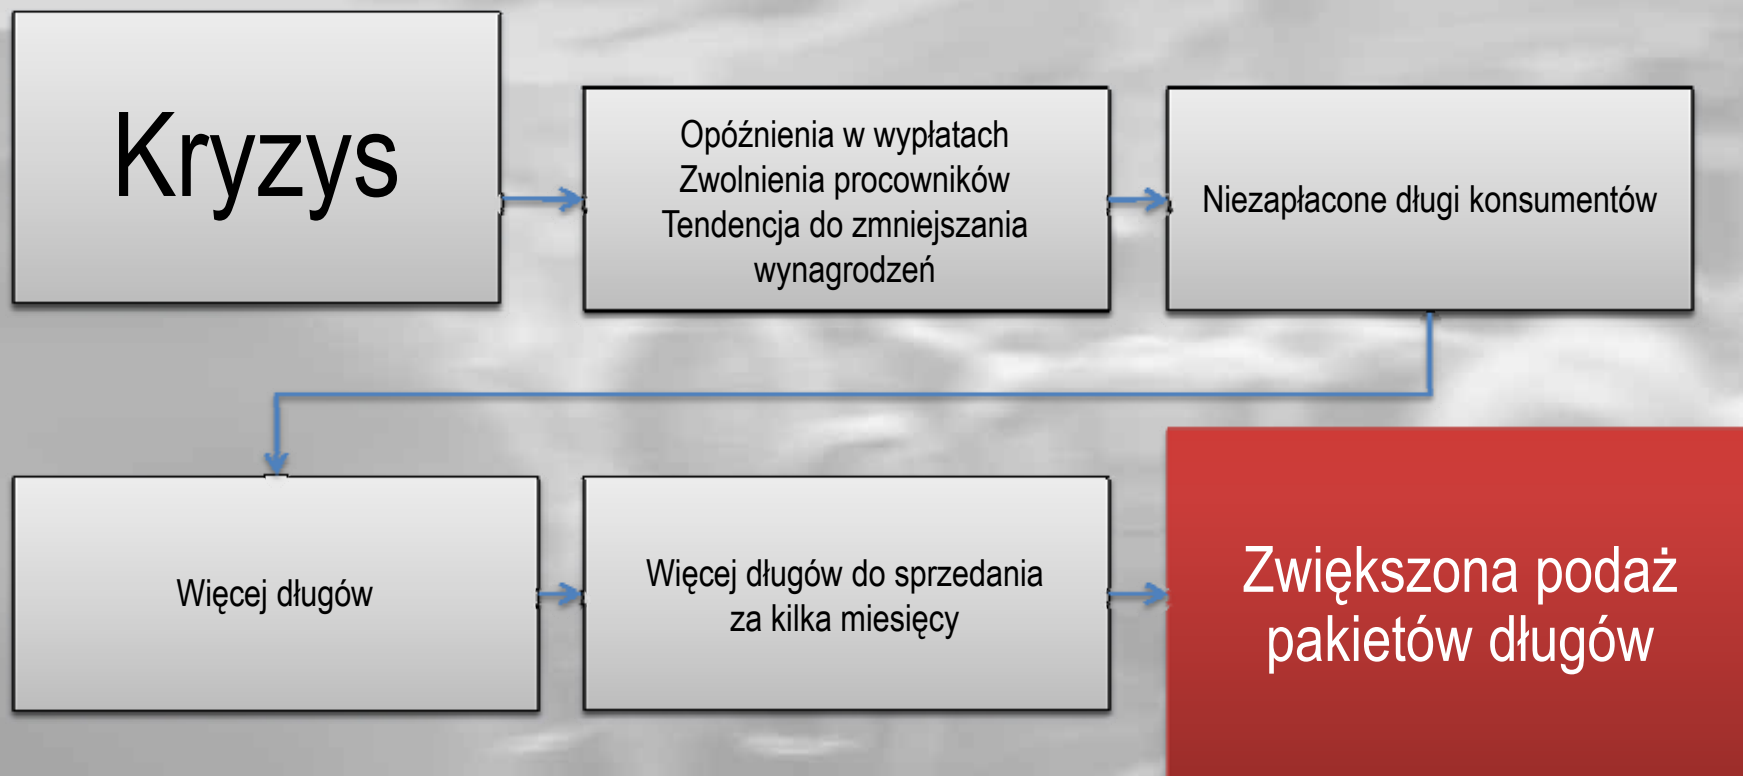 Kryzys
Opóźnienia w wypłatach
Zwolnienia procowników
Tendencja do zmniejszania
wynagrodzeń
Niezapłacone długi konsumentów
Więcej długów
Więcej długów do sprzedania
za kilka miesięcy
Zwiększona podaż
pakietów długów